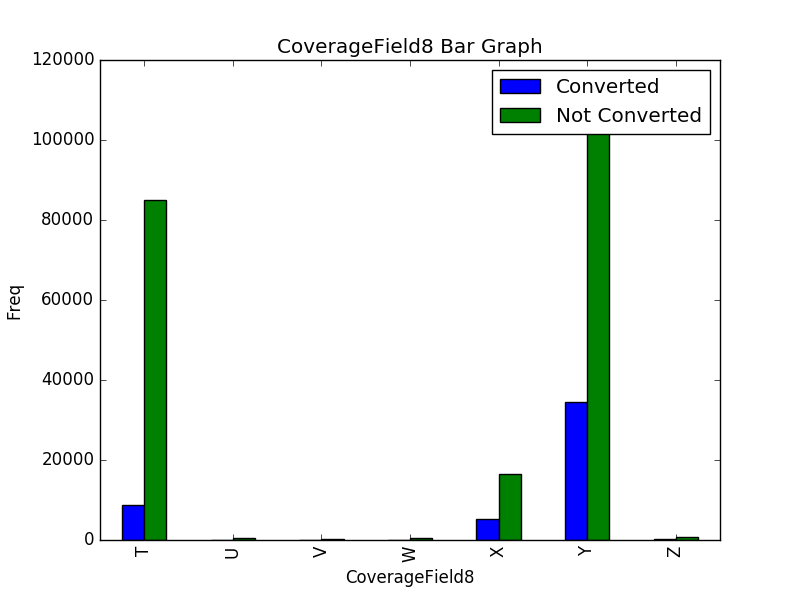 CoverageField8 Bar Graph
120000
100000
80000
60000
40000
20000
0
Freq
Converted
Not Converted
T
U
V
W
X
Y
Z
CoverageField8